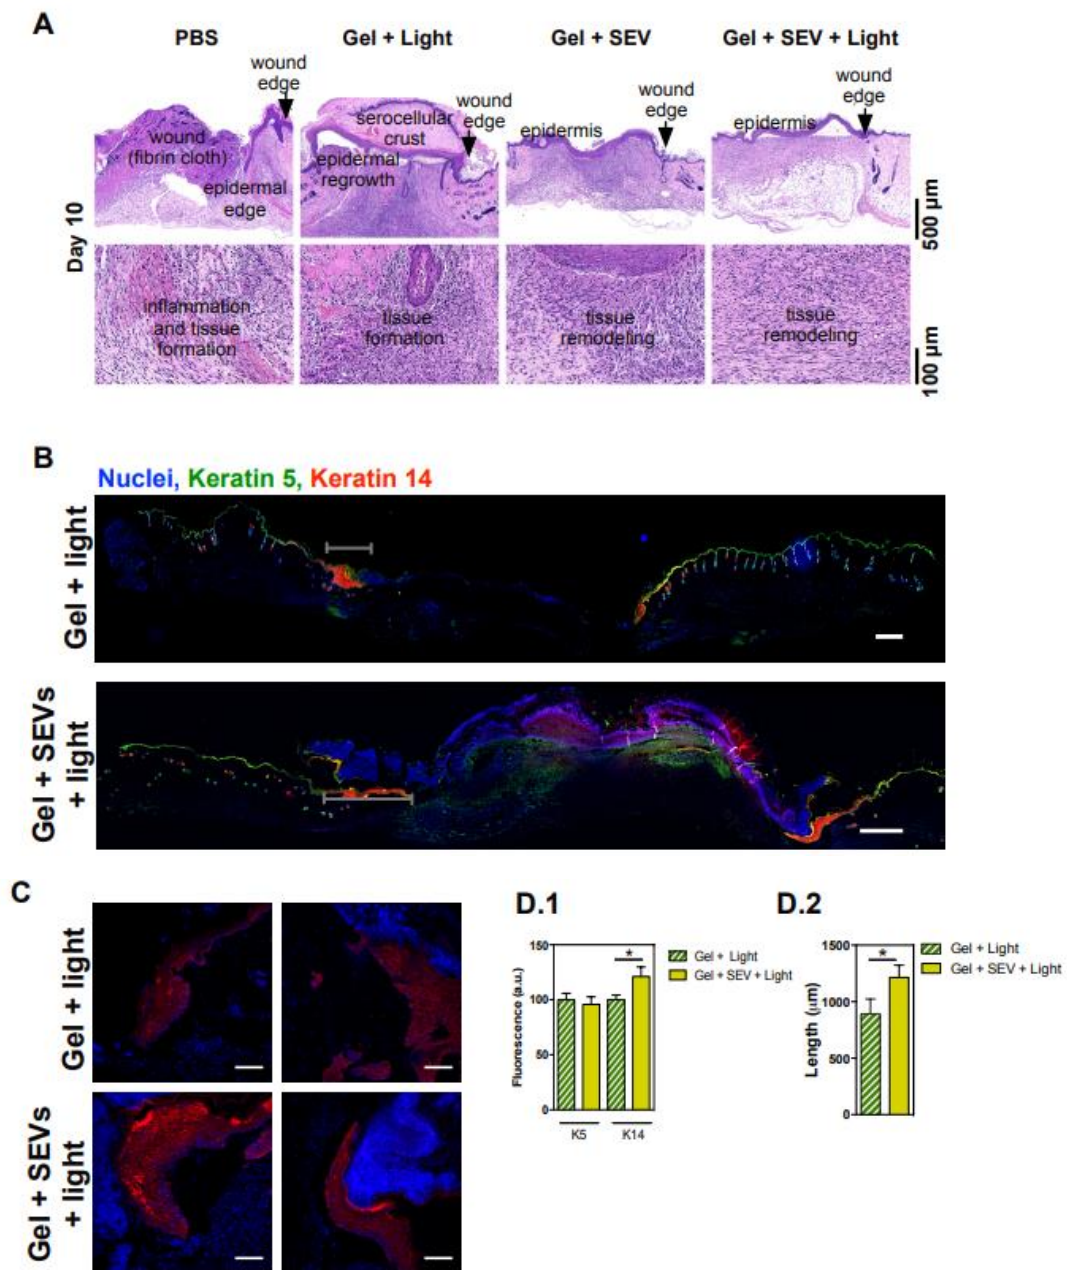 A
PBS
Gel + Light
Gel + SEV
Gel + SEV + Light
wound
edge
wound
edge
wound
edge
wound
edge
wound
(fibrin cloth)
epidermal
edge
serocellular
crust
epidermal
regrowth
epidermis
epidermis
500 µm
Day 10
inflammation
and tissue
formation
tissue
formation
tissue
remodeling
tissue
remodeling
100 µm
B
Nuclei, Keratin 5, Keratin 14
Gel + light
Gel + SEVs
+ light
C
Gel + light
Gel + SEVs
+ light
D.1
Fluorescence (a.u.)
150
100
50
0
*
K5
K14
Gel + Light
Gel + SEV + Light
D.2
Length (µm)
1500
1000
500
0
*
Gel + Light
Gel + SEV + Light